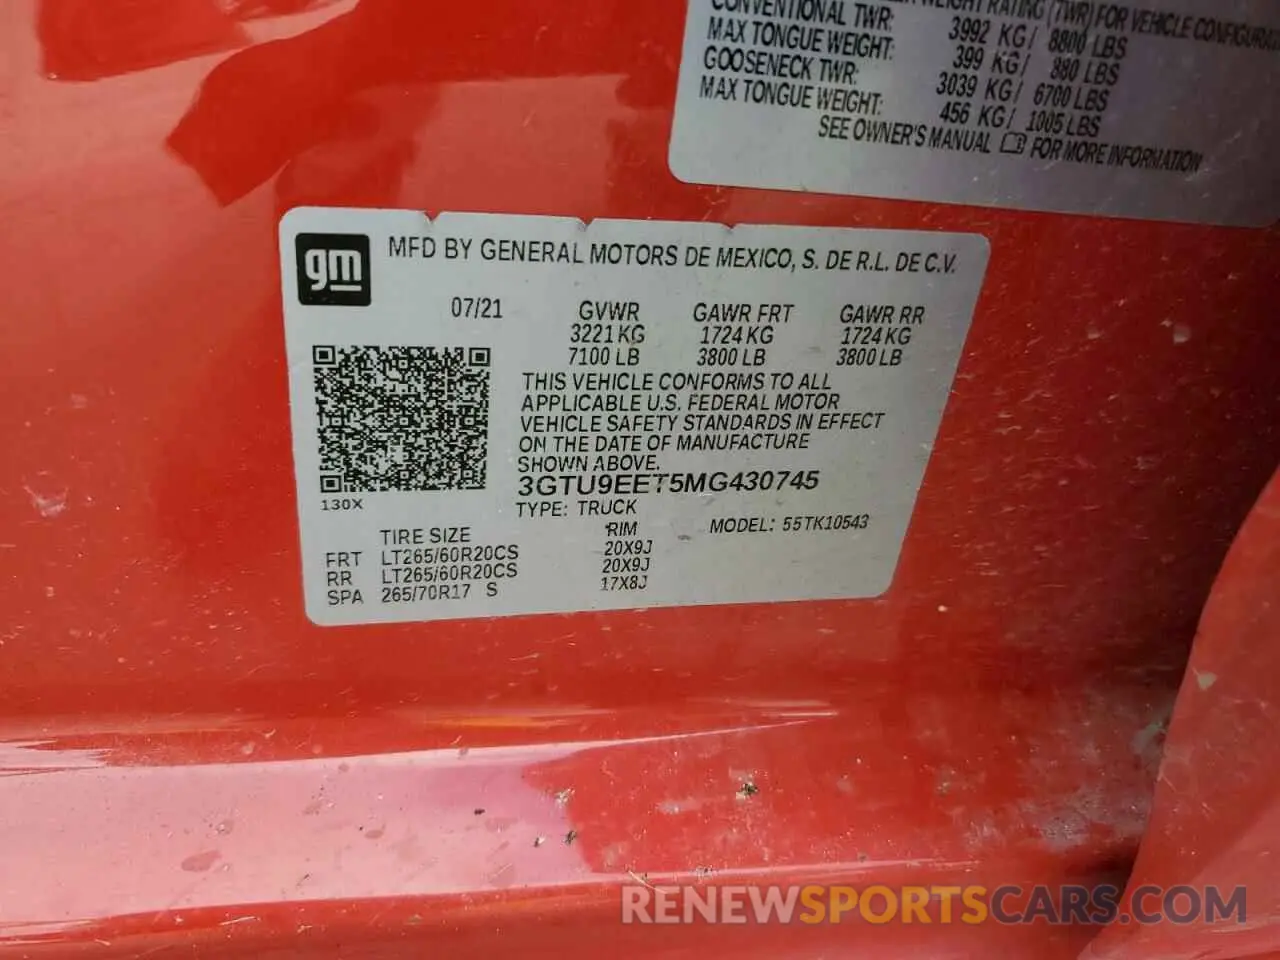 WEIGHT RATING (TWR) FOR VEHICLE
CONVENTIONAL TWR: 3992 KG/ 8800 LBS
MAX TONGUE WEIGHT: 399 KG/ 880 LBS
GOOSENECK TWR: 3039 KG/ 6700 LBS
MAX TONGUE WEIGHT: 456 KG/ 1005 LBS
SEE OWNER'S MANUAL FOR MORE INFORMATION
gm
MFD BY GENERAL MOTORS DE MEXICO, S. DE R.L. DE C.V.
07/21 GVWR GAWR FRT GAWR RR
3221 KG 1724 KG 1724 KG
7100 LB 3800 LB 3800 LB
THIS VEHICLE CONFORMS TO ALL
APPLICABLE U.S. FEDERAL MOTOR
VEHICLE SAFETY STANDARDS IN EFFECT
ON THE DATE OF MANUFACTURE
SHOWN ABOVE.
3GTU9EET5MG430745
130X
TYPE: TRUCK MODEL: 55TK10543
TIRE SIZE RIM
FRT LT265/60R20CS 20X9J
RR LT265/60R20CS 20X9J
SPA 265/70R17 S 17X8J
RENEWSPORTSCARS.COM